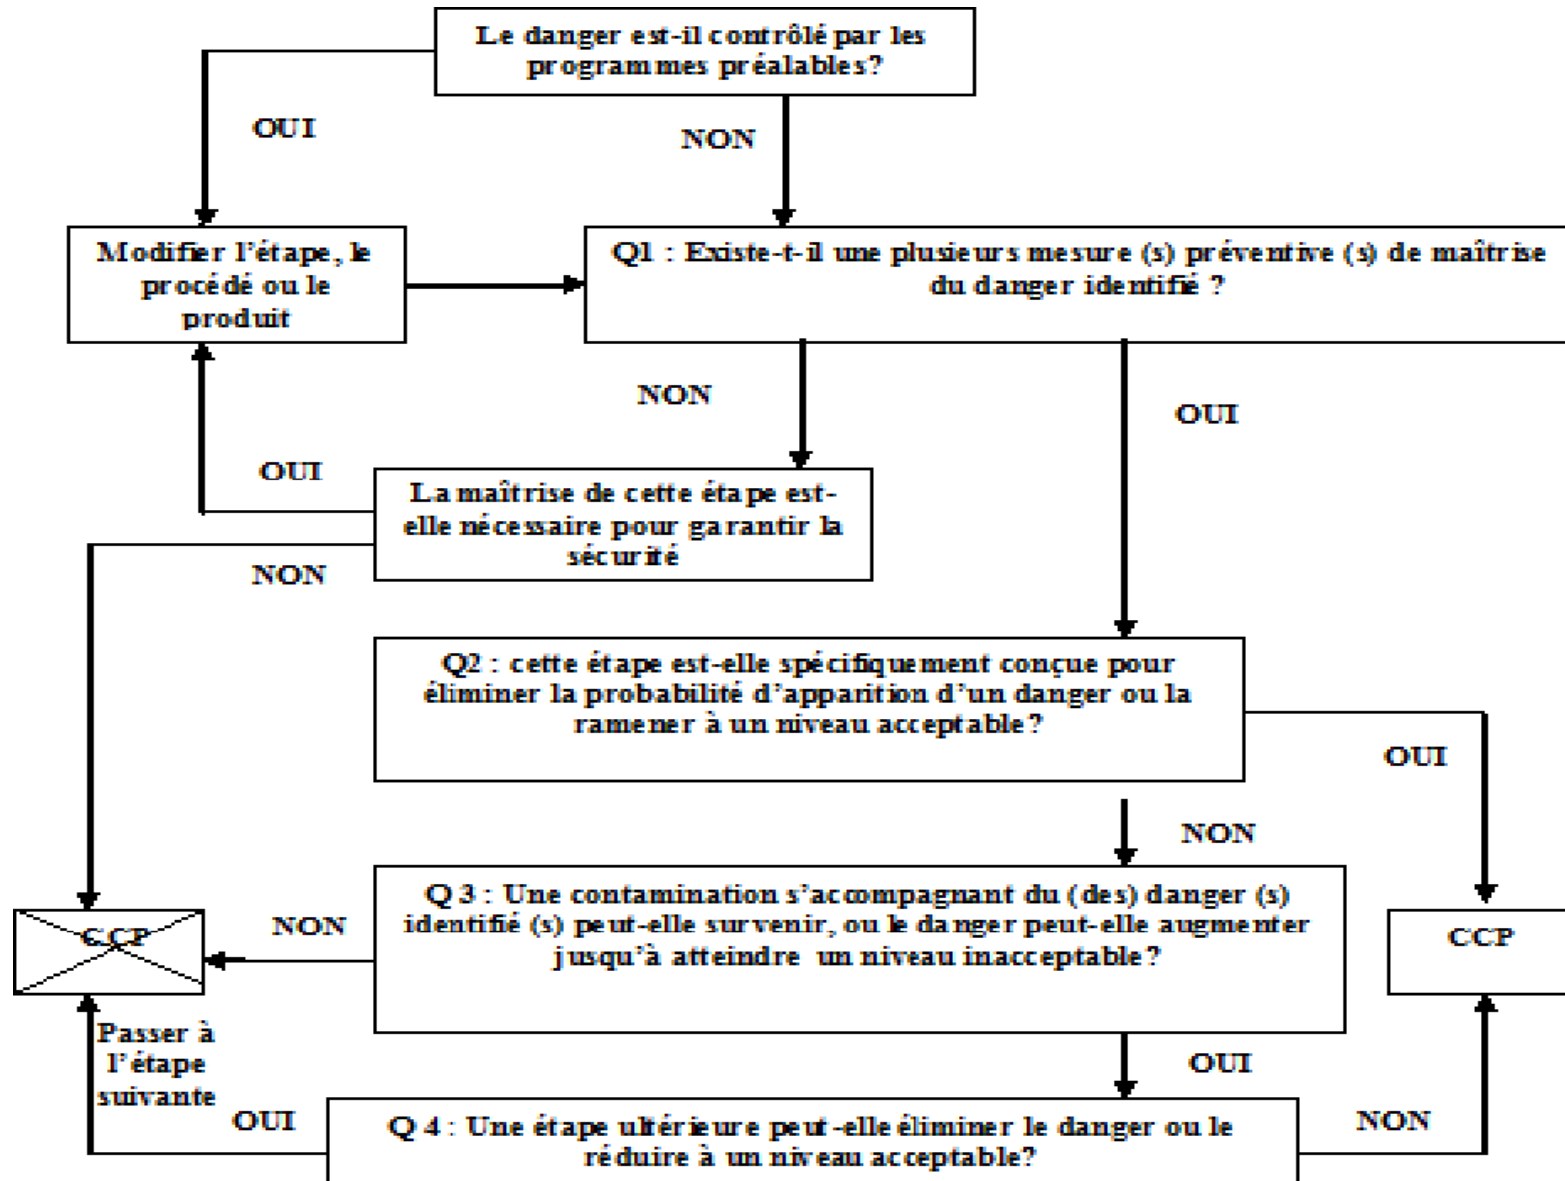 Le danger est-il contrôlé par les
programmes préalables?
OUI
NON
Modifier l'étape, le
procédé ou le
produit
Q1 : Existe-t-il une plusieurs mesure (s) préventive (s) de maîtrise
du danger identifié ?
NON
OUI
OUI
La maîtrise de cette étape est-
elle nécessaire pour garantir la
sécurité
NON
Q2 : cette étape est-elle spécifiquement conçue pour
éliminer la probabilité d'apparition d'un danger ou la
ramener à un niveau acceptable?
OUI
NON
Q 3 : Une contamination s'accompagnant du (des) danger (s)
identifié (s) peut-elle survenir, ou le danger peut-elle augmenter
jusqu'à atteindre un niveau inacceptable?
NON
CCP
CCP
Passer à
l'étape
suivante
OUI
OUI
NON
Q 4 : Une étape ultérieure peut-elle éliminer le danger ou le
réduire à un niveau acceptable?